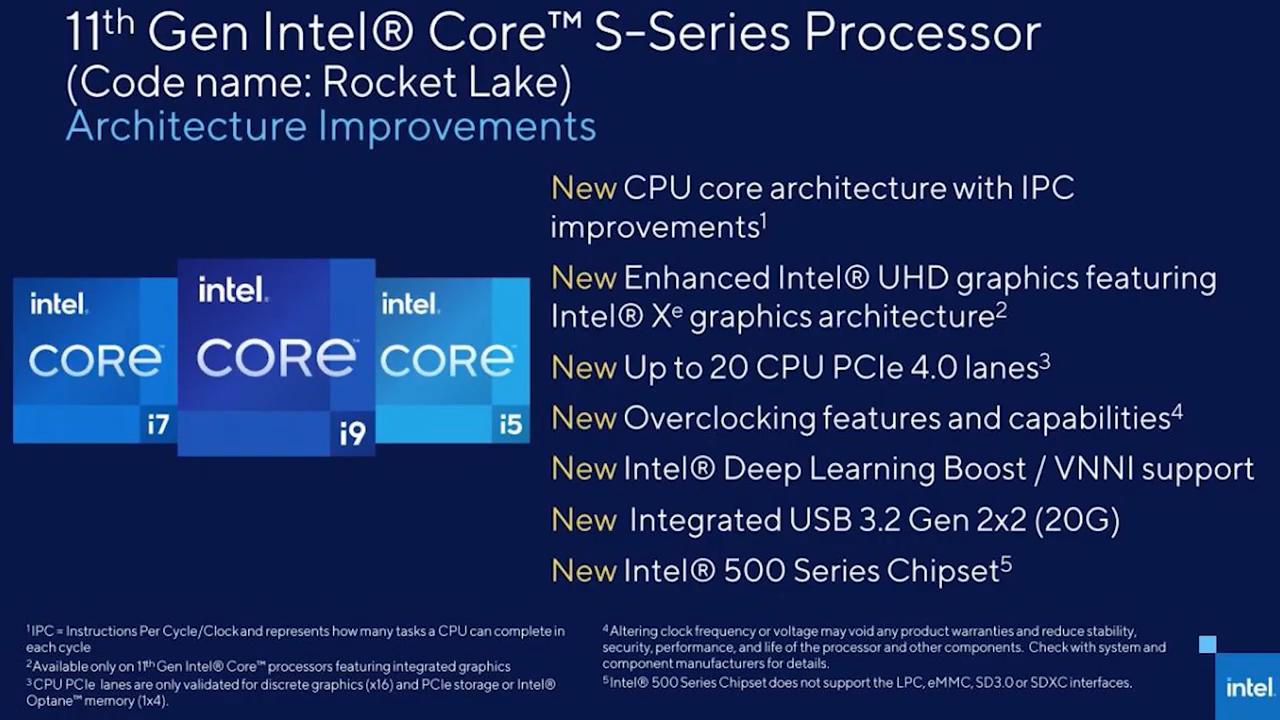 11th Gen Intel® Core™ S-Series Processor
(Code name: Rocket Lake)
Architecture Improvements
New CPU core architecture with IPC
improvements¹
New Enhanced Intel® UHD graphics featuring
Intel® Xᵉ graphics architecture²
New Up to 20 CPU PCIe 4.0 lanes³
New Overclocking features and capabilities⁴
New Intel® Deep Learning Boost / VNNI support
New Integrated USB 3.2 Gen 2x2 (20G)
New Intel® 500 Series Chipset⁵
intel.
CORE™
i7
intel.
CORE™
i9
intel.
CORE™
i5
¹IPC = Instructions Per Cycle/Clock and represents how many tasks a CPU can complete in
each cycle
²Available only on 11th Gen Intel® Core™ processors featuring integrated graphics
³CPU PCIe lanes are only validated for discrete graphics (x16) and PCIe storage or Intel®
Optane™ memory (1x4).
⁴Altering clock frequency or voltage may void any product warranties and reduce stability,
security, performance, and life of the processor and other components. Check with system and
component manufacturers for details.
⁵Intel® 500 Series Chipset does not support the LPC, eMMC, SD3.0 or SDXC interfaces.
intel.